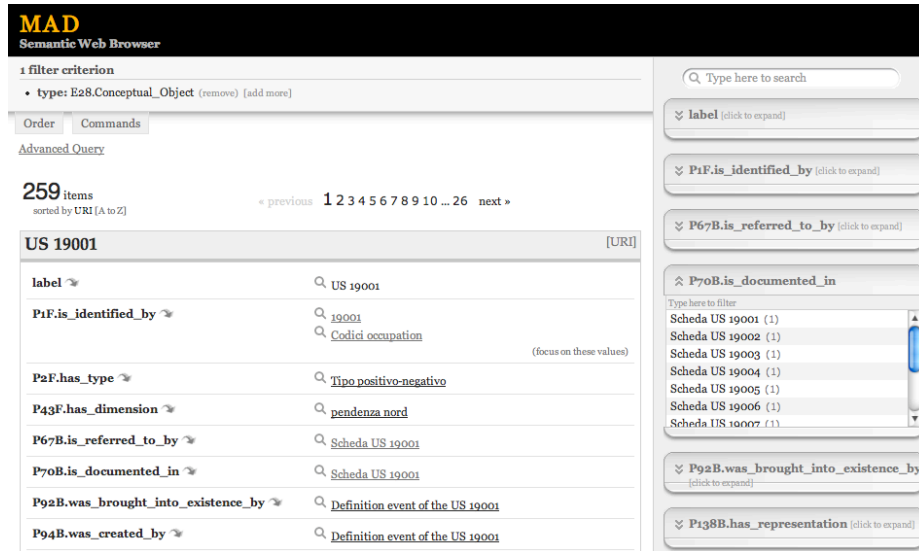 MAD
Semantic Web Browser
1 filter criterion
• type: E28.Conceptual_Object (remove) [add more]
Order Commands
Advanced Query
259 items
sorted by URI [A to Z]
« previous 1 2 3 4 5 6 7 8 9 10 ... 26 next »
US 19001 [URI]
label US 19001
P1F.is_identified_by 19001
Codici occupation
(focus on these values)
P2F.has_type Tipo positivo-negativo
P43F.has_dimension pendenza nord
P67B.is_referred_to_by Scheda US 19001
P70B.is_documented_in Scheda US 19001
P92B.was_brought_into_existence_by Definition event of the US 19001
P94B.was_created_by Definition event of the US 19001
Type here to search
label [click to expand]
P1F.is_identified_by [click to expand]
P67B.is_referred_to_by [click to expand]
P70B.is_documented_in
Type here to filter
Scheda US 19001 (1)
Scheda US 19002 (1)
Scheda US 19003 (1)
Scheda US 19004 (1)
Scheda US 19005 (1)
Scheda US 19006 (1)
Scheda US 19007 (1)
P92B.was_brought_into_existence_by
[click to expand]
P138B.has_representation [click to expand]